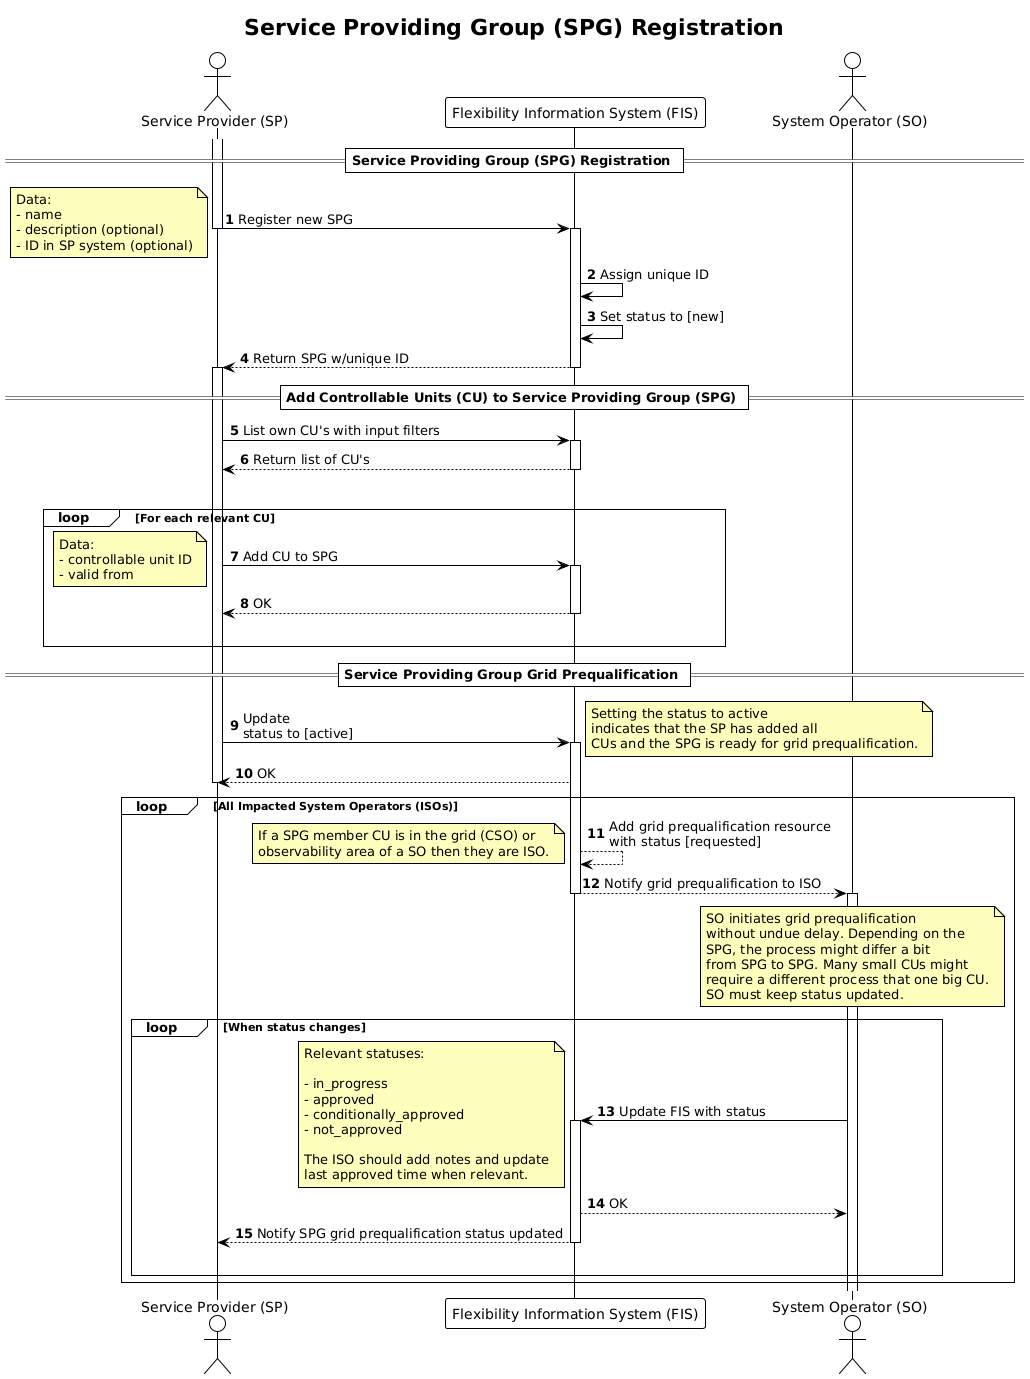 Service Providing Group (SPG) Registration
Service Provider (SP)
Flexibility Information System (FIS)
System Operator (SO)
Service Providing Group (SPG) Registration
Data:
- name
- description (optional)
- ID in SP system (optional)
1 Register new SPG
2 Assign unique ID
3 Set status to [new]
4 Return SPG w/unique ID
Add Controllable Units (CU) to Service Providing Group (SPG)
5 List own CU's with input filters
6 Return list of CU's
loop [For each relevant CU]
Data:
- controllable unit ID
- valid from
7 Add CU to SPG
8 OK
Service Providing Group Grid Prequalification
9 Update
status to [active]
Setting the status to active
indicates that the SP has added all
CUs and the SPG is ready for grid prequalification.
10 OK
loop [All Impacted System Operators (ISOs)]
If a SPG member CU is in the grid (CSO) or
observability area of a SO then they are ISO.
11 Add grid prequalification resource
with status [requested]
12 Notify grid prequalification to ISO
SO initiates grid prequalification
without undue delay. Depending on the
SPG, the process might differ a bit
from SPG to SPG. Many small CUs might
require a different process that one big CU.
SO must keep status updated.
loop [When status changes]
Relevant statuses:
- in_progress
- approved
- conditionally_approved
- not_approved
The ISO should add notes and update
last approved time when relevant.
13 Update FIS with status
14 OK
15 Notify SPG grid prequalification status updated
Service Provider (SP)
Flexibility Information System (FIS)
System Operator (SO)